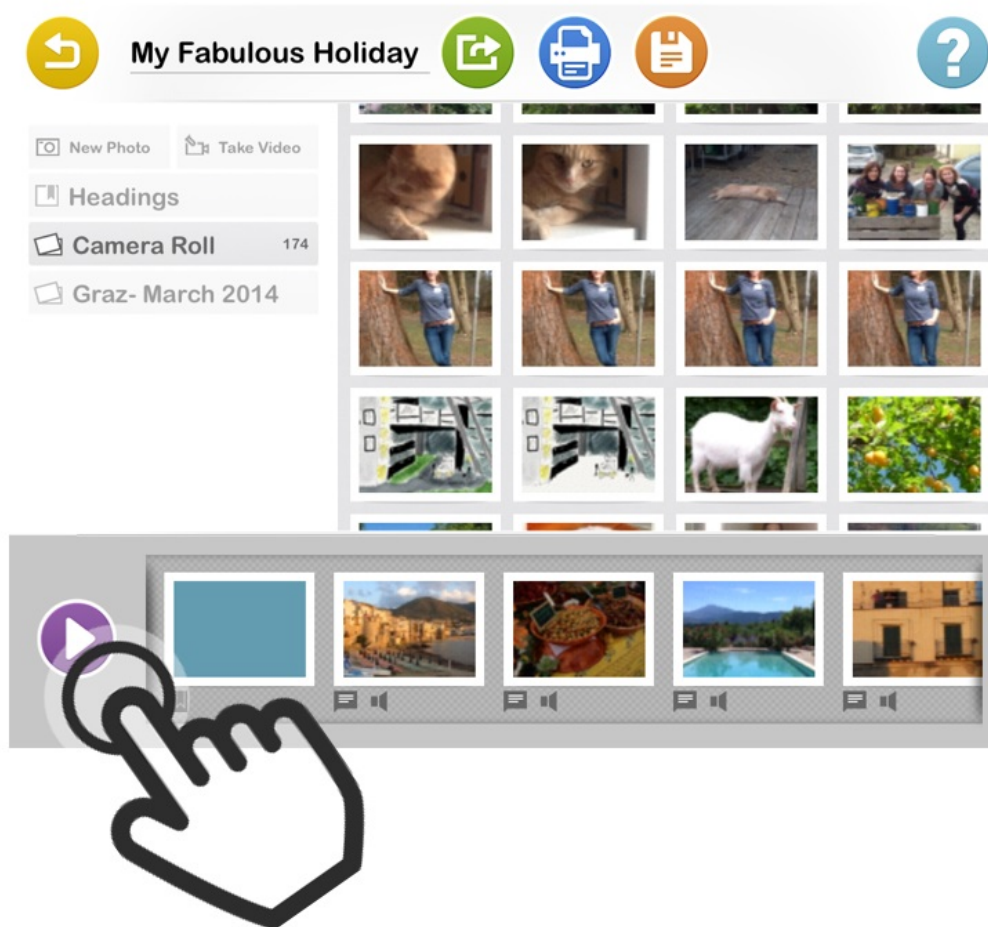 My Fabulous Holiday
?
New Photo
Take Video
Headings
Camera Roll 174
Graz- March 2014